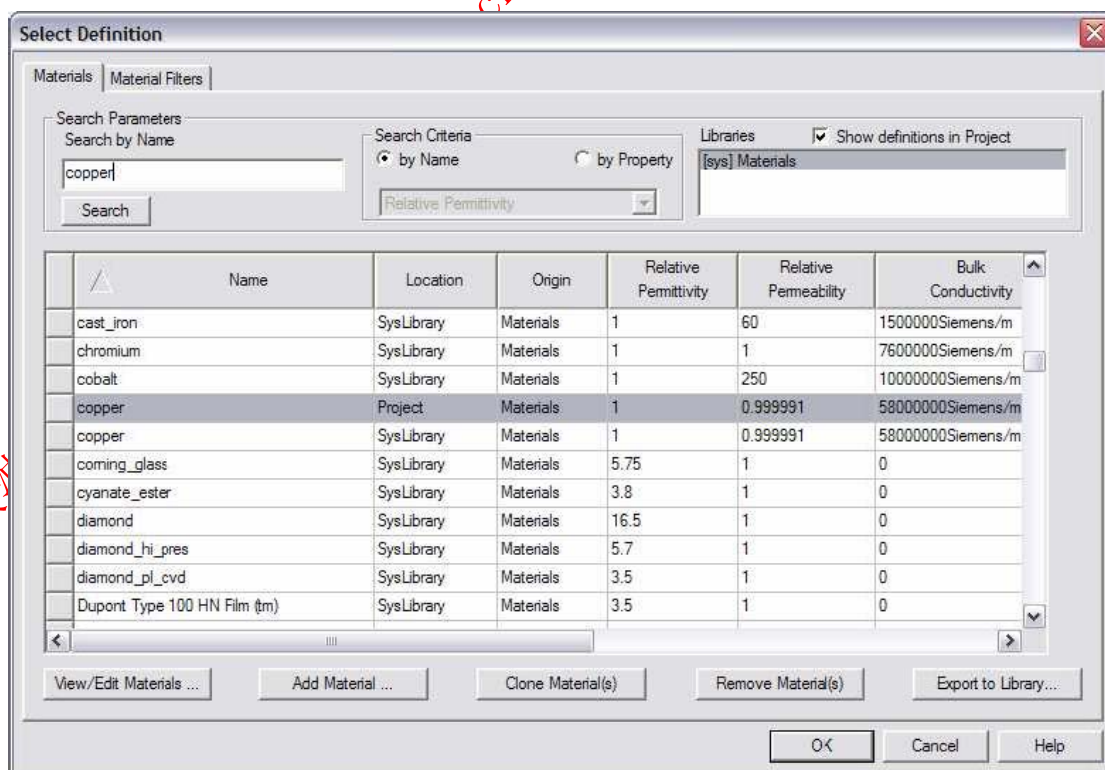 Select Definition
Materials
Material Filters
Search Parameters
Search by Name
copper
Search
Search Criteria
by Name
by Property
Relative Permittivity
Libraries
Show definitions in Project
[sys] Materials
Name Location Origin Relative Permittivity Relative Permeability Bulk Conductivity
cast_iron SysLibrary Materials 1 60 1500000Siemens/m
chromium SysLibrary Materials 1 1 7600000Siemens/m
cobalt SysLibrary Materials 1 250 10000000Siemens/m
copper Project Materials 1 0.999991 58000000Siemens/m
copper SysLibrary Materials 1 0.999991 58000000Siemens/m
corning_glass SysLibrary Materials 5.75 1 0
cyanate_ester SysLibrary Materials 3.8 1 0
diamond SysLibrary Materials 16.5 1 0
diamond_hi_pres SysLibrary Materials 5.7 1 0
diamond_pl_cvd SysLibrary Materials 3.5 1 0
Dupont Type 100 HN Film (tm) SysLibrary Materials 3.5 1 0
View/Edit Materials ...
Add Material ...
Clone Material(s)
Remove Material(s)
Export to Library...
OK
Cancel
Help